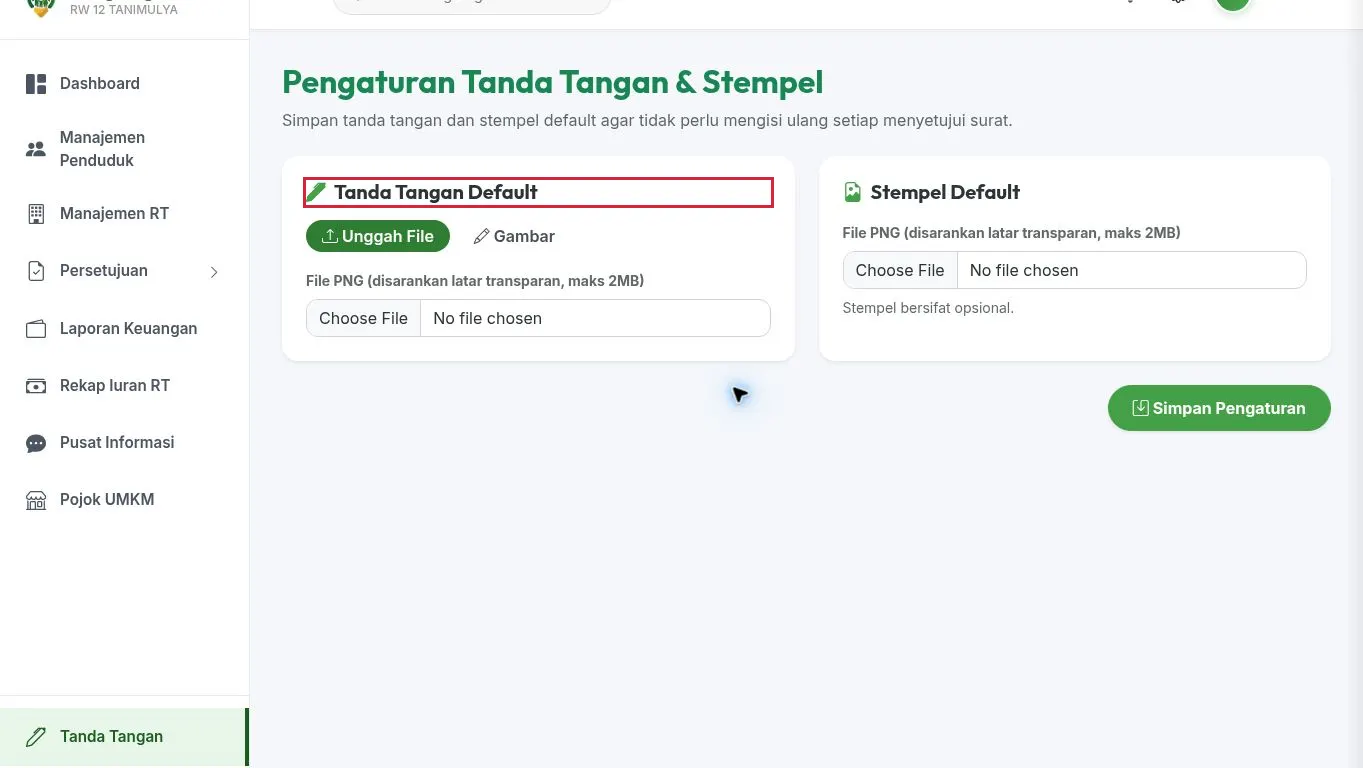 RW 12 TANIMULYA
Dashboard
Manajemen
Penduduk
Manajemen RT
Persetujuan
Laporan Keuangan
Rekap Iuran RT
Pusat Informasi
Pojok UMKM
Tanda Tangan
Pengaturan Tanda Tangan & Stempel
Simpan tanda tangan dan stempel default agar tidak perlu mengisi ulang setiap menyetujui surat.
Tanda Tangan Default
Unggah File
Gambar
File PNG (disarankan latar transparan, maks 2MB)
Choose File No file chosen
Stempel Default
File PNG (disarankan latar transparan, maks 2MB)
Choose File No file chosen
Stempel bersifat opsional.
Simpan Pengaturan